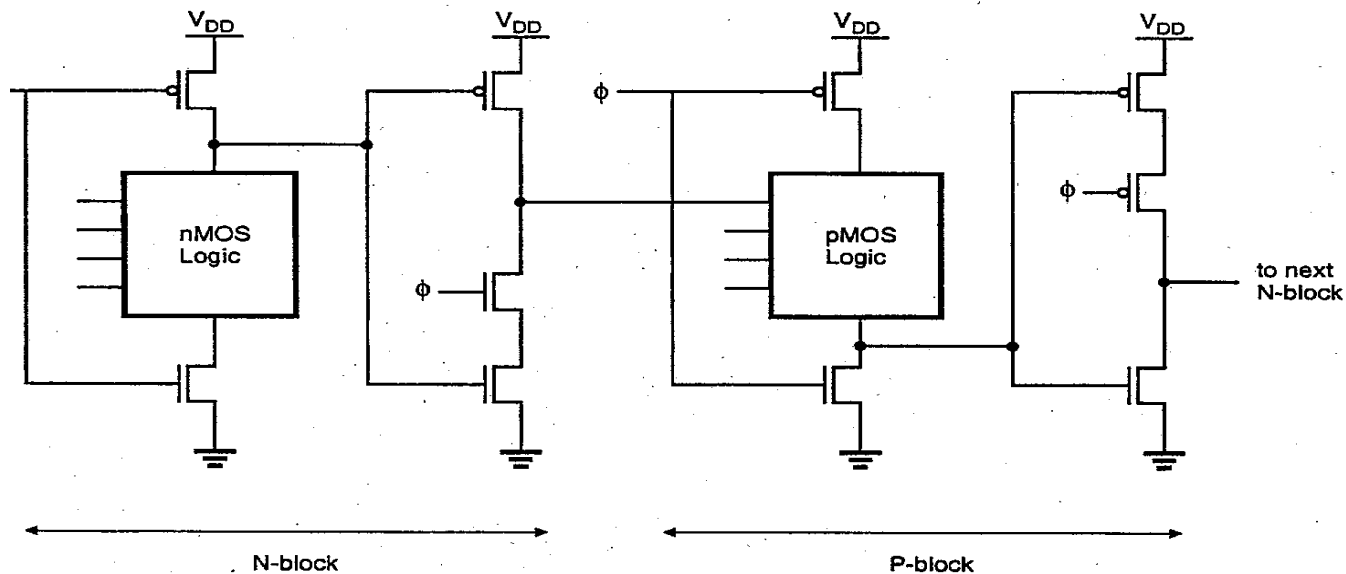 VDD
VDD
VDD
VDD
ϕ
nMOS
Logic
ϕ
pMOS
Logic
ϕ
to next
N-block
N-block
P-block